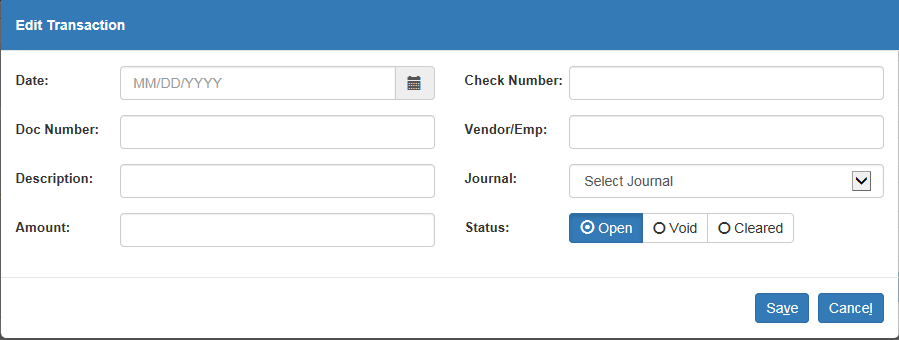 Edit Transaction
Date: MM/DD/YYYY Check Number:
Doc Number: Vendor/Emp:
Description: Journal: Select Journal
Amount: Status: Open Void Cleared
Save Cancel